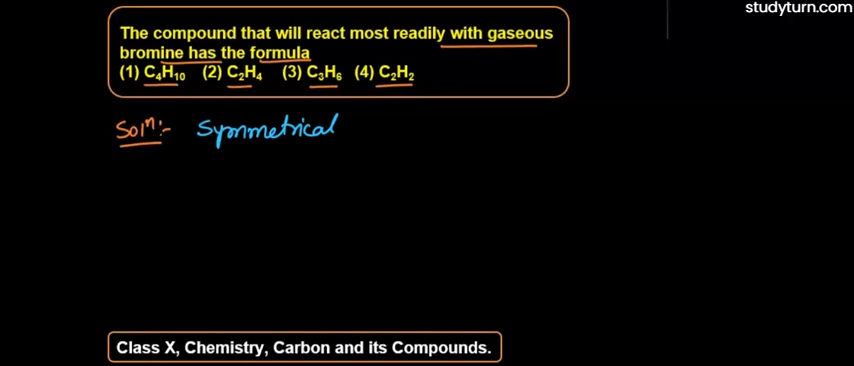 studyturn.com
The compound that will react most readily with gaseous
bromine has the formula
(1) C₄H₁₀ (2) C₂H₄ (3) C₃H₆ (4) C₂H₂
Solⁿ:- Symmetrical
Class X, Chemistry, Carbon and its Compounds.